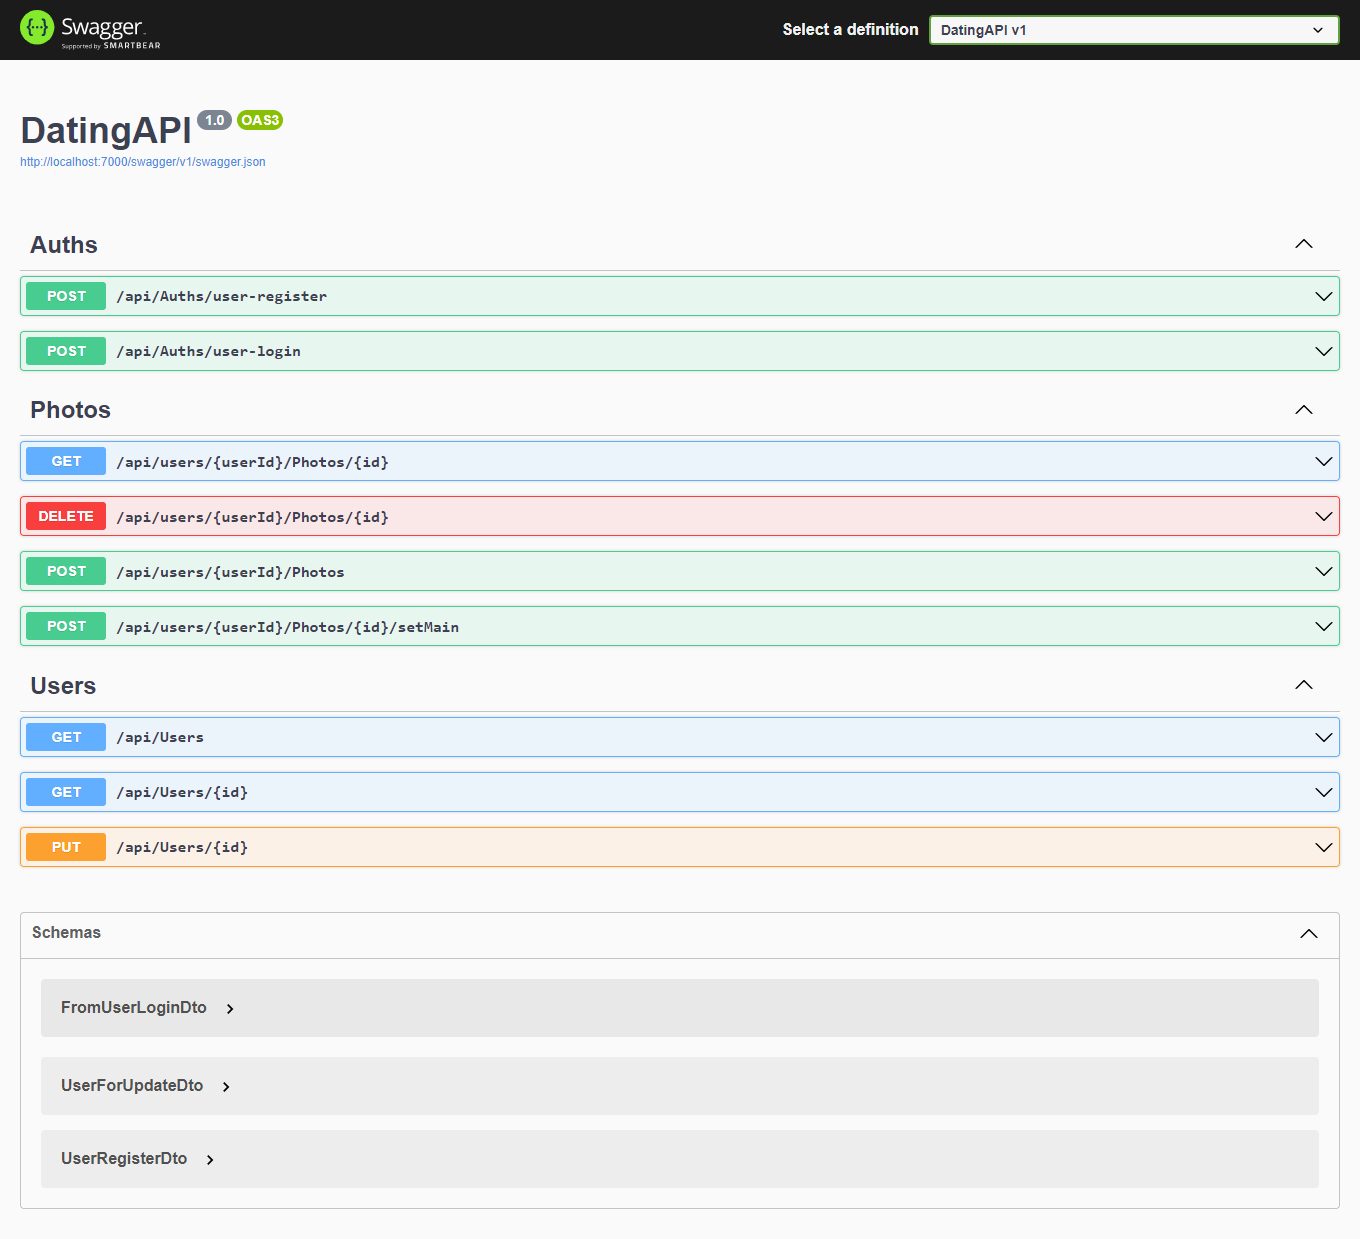 Swagger
Supported by SMARTBEAR
Select a definition
DatingAPI v1
DatingAPI 1.0 OAS3
http://localhost:7000/swagger/v1/swagger.json
Auths
POST /api/Auths/user-register
POST /api/Auths/user-login
Photos
GET /api/users/{userId}/Photos/{id}
DELETE /api/users/{userId}/Photos/{id}
POST /api/users/{userId}/Photos
POST /api/users/{userId}/Photos/{id}/setMain
Users
GET /api/Users
GET /api/Users/{id}
PUT /api/Users/{id}
Schemas
FromUserLoginDto
UserForUpdateDto
UserRegisterDto